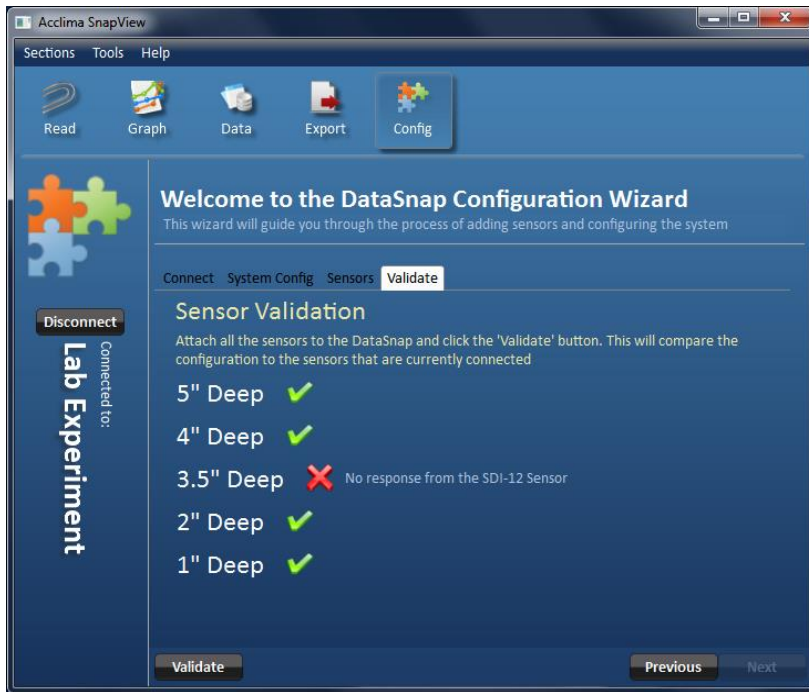 Acclima SnapView
Sections Tools Help
Read Graph Data Export Config
Welcome to the DataSnap Configuration Wizard
This wizard will guide you through the process of adding sensors and configuring the system
Connect System Config Sensors Validate
Disconnect
Connected to:
Lab Experiment
Sensor Validation
Attach all the sensors to the DataSnap and click the 'Validate' button. This will compare the
configuration to the sensors that are currently connected
5" Deep
4" Deep
3.5" Deep No response from the SDI-12 Sensor
2" Deep
1" Deep
Validate Previous Next